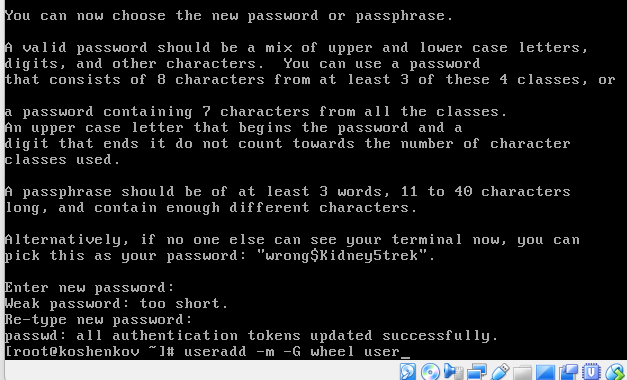 You can now choose the new password or passphrase.
A valid password should be a mix of upper and lower case letters,
digits, and other characters.  You can use a password
that consists of 8 characters from at least 3 of these 4 classes, or
a password containing 7 characters from all the classes.
An upper case letter that begins the password and a
digit that ends it do not count towards the number of character
classes used.
A passphrase should be of at least 3 words, 11 to 40 characters
long, and contain enough different characters.
Alternatively, if no one else can see your terminal now, you can
pick this as your password: "wrong$Kidney5trek".
Enter new password:
Weak password: too short.
Re-type new password:
passwd: all authentication tokens updated successfully.
[root@koshenkov ~]# useradd -m -G wheel user_